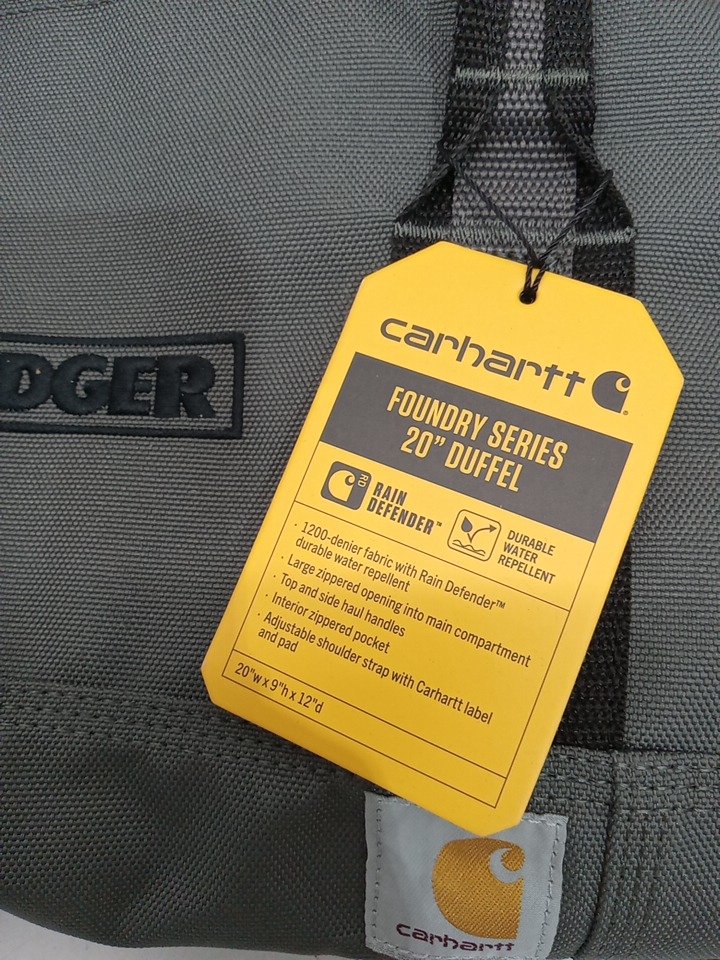 DGER
carhartt
FOUNDRY SERIES
20" DUFFEL
RD
RAIN
DEFENDER™
DURABLE
WATER
REPELLENT
· 1200-denier fabric with Rain Defender™
durable water repellent
· Large zippered opening into main compartment
· Top and side haul handles
· Interior zippered pocket
· Adjustable shoulder strap with Carhartt label
and pad
20"w x 9"h x 12"d
carhartt